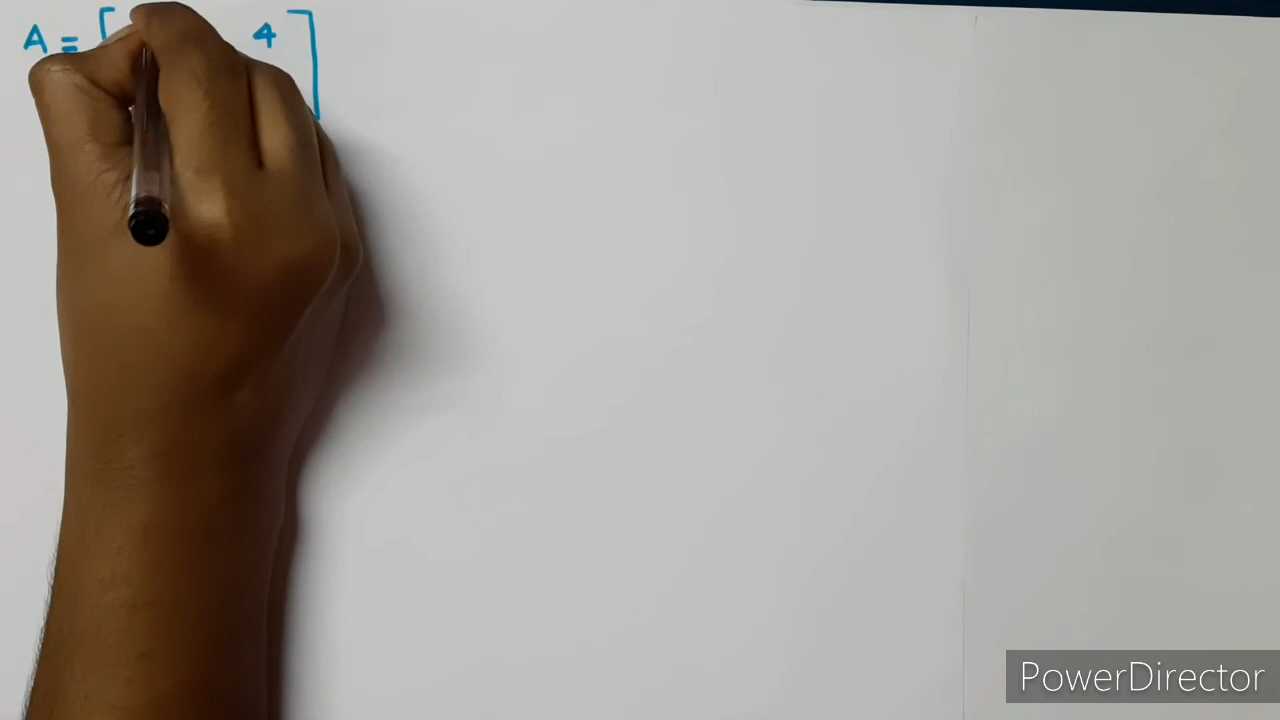 A = [ 4 ]
PowerDirector